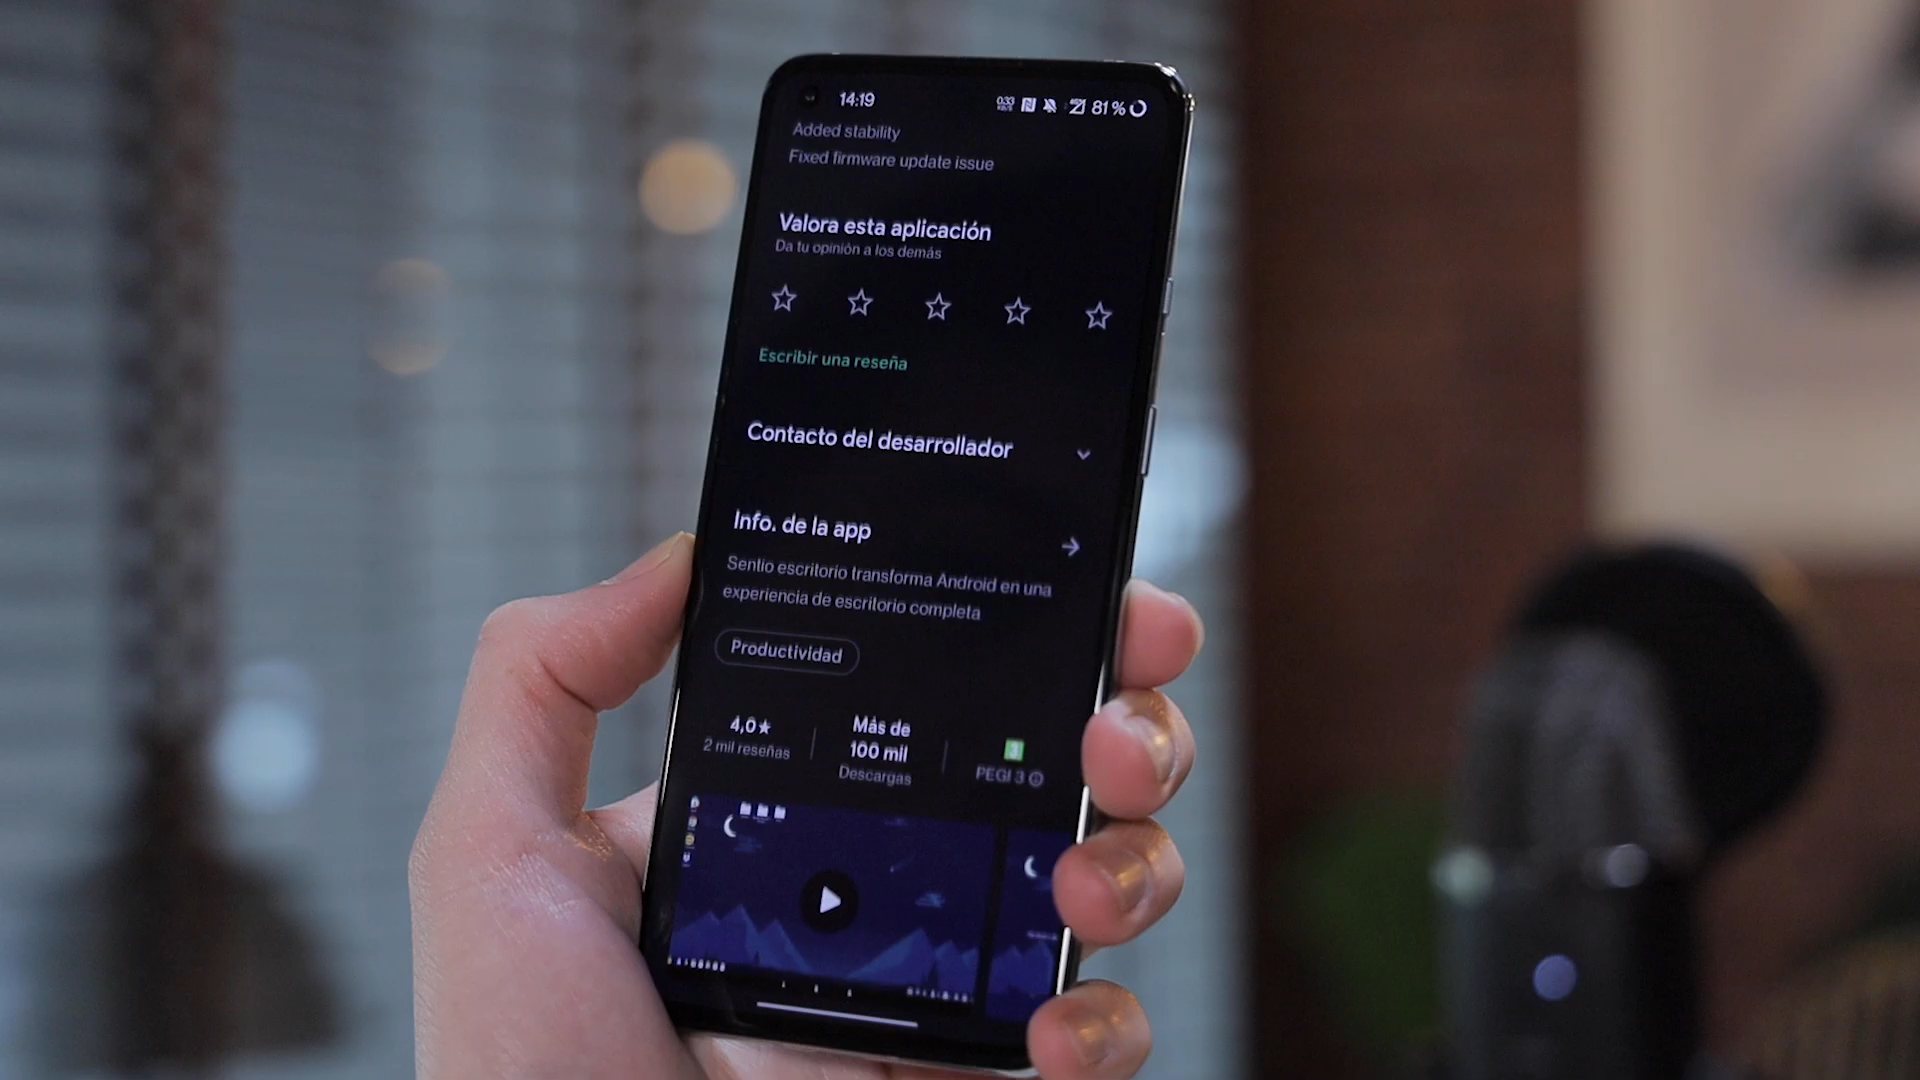 14:19
81 %
Added stability
Fixed firmware update issue
Valora esta aplicación
Da tu opinión a los demás
Escribir una reseña
Contacto del desarrollador
Info. de la app
Sentio escritorio transforma Android en una
experiencia de escritorio completa
Productividad
4,0★
2 mil reseñas
Más de
100 mil
Descargas
3
PEGI 3